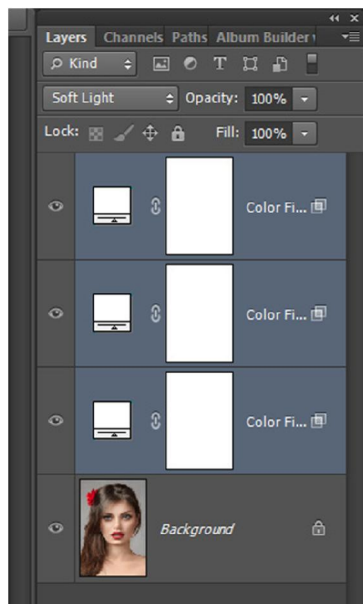 Layers Channels Paths Album Builder
Kind T
Soft Light Opacity: 100%
Lock: Fill: 100%
Color Fi...
Color Fi...
Color Fi...
Background